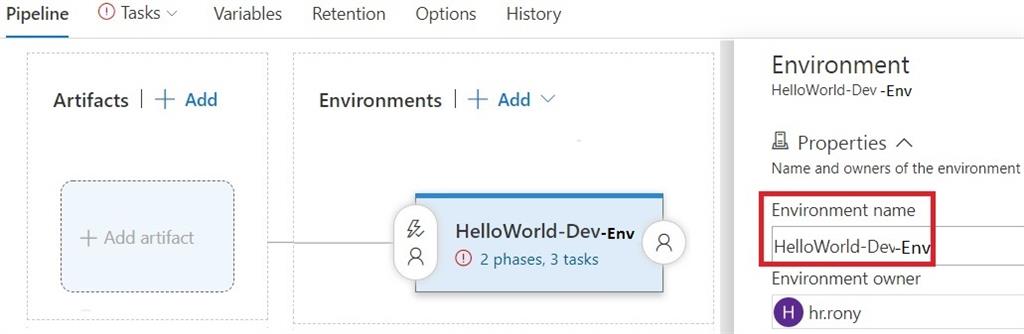 Pipeline Tasks Variables Retention Options History
Artifacts | + Add
Environments | + Add
+ Add artifact
HelloWorld-Dev-Env
2 phases, 3 tasks
Environment
HelloWorld-Dev -Env
Properties
Name and owners of the environment
Environment name
HelloWorld-Dev-Env
Environment owner
H hr.rony